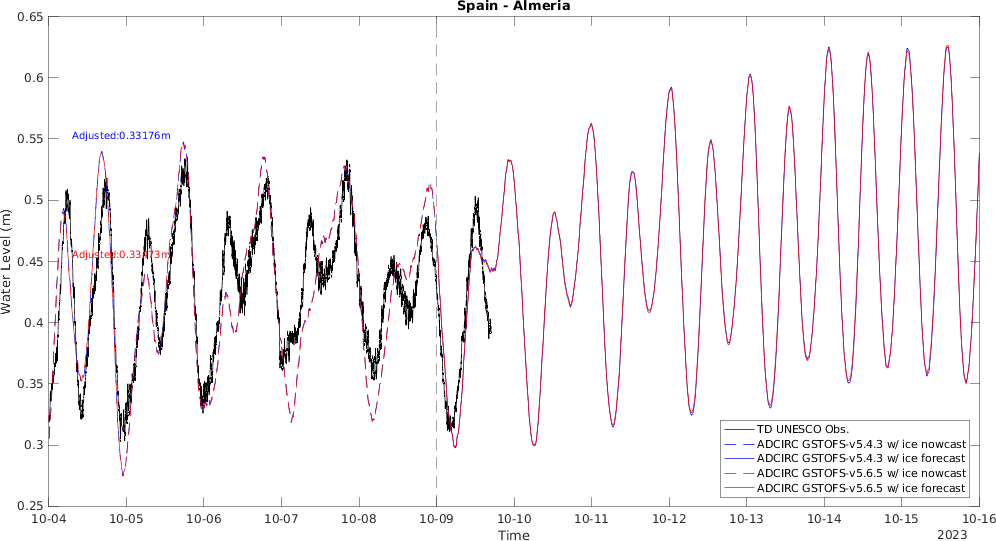 Spain - Almeria
0.65
0.6
0.55
0.5
0.45
0.4
0.35
0.3
0.25
Water Level (m)
Adjusted:0.33176m
10-04
10-05
10-06
10-07
10-08
10-09
10-10
10-11
10-12
10-13
10-14
10-15
10-16
Time
2023
TD UNESCO Obs.
ADCIRC GSTOFS-v5.4.3 w/ ice nowcast
ADCIRC GSTOFS-v5.4.3 w/ ice forecast
ADCIRC GSTOFS-v5.6.5 w/ ice nowcast
ADCIRC GSTOFS-v5.6.5 w/ ice forecast